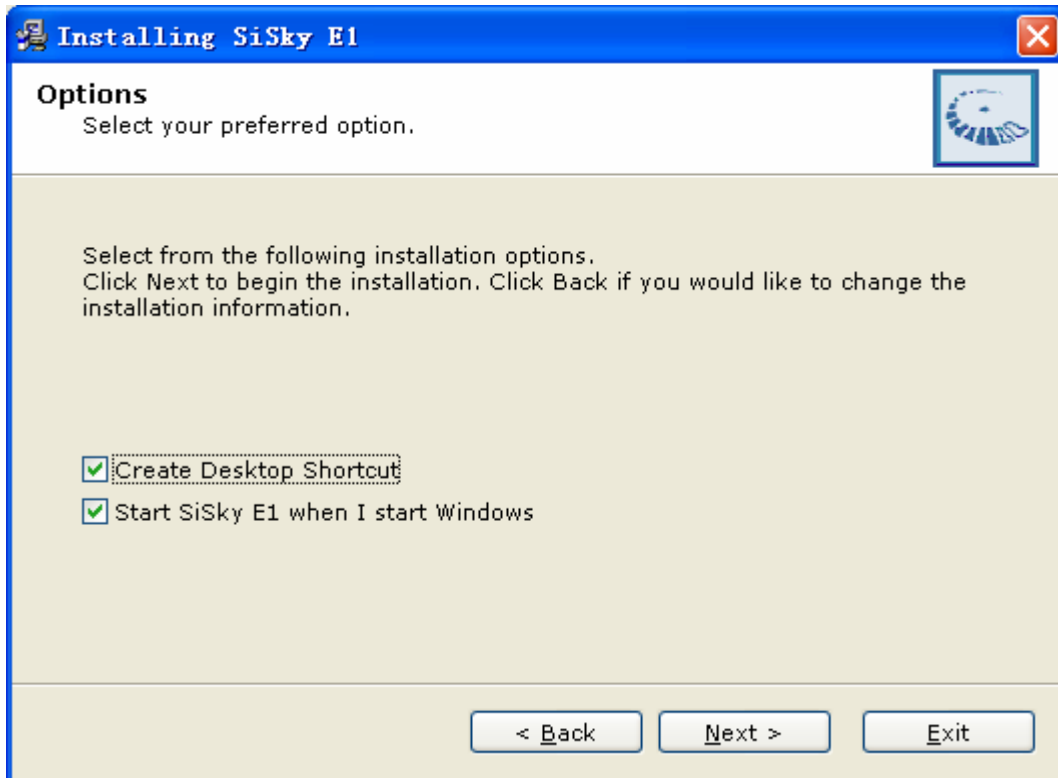 Installing SiSky E1
Options
Select your preferred option.
Select from the following installation options.
Click Next to begin the installation. Click Back if you would like to change the
installation information.
Create Desktop Shortcut
Start SiSky E1 when I start Windows
< Back
Next >
Exit